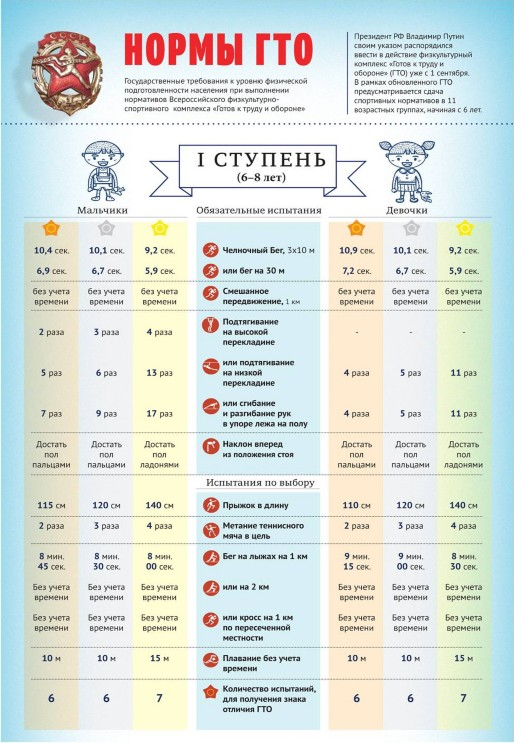 СССР
НОРМЫ ГТО
Государственные требования к уровню физической
подготовленности населения при выполнении
нормативов Всероссийского физкультурно-
спортивного комплекса «Готов к труду и обороне»
Президент РФ Владимир Путин
своим указом распорядился
ввести в действие физкультурный
комплекс «Готов к труду и
обороне» (ГТО) уже с 1 сентября.
В рамках обновленного ГТО
предусматривается сдача
спортивных нормативов в 11
возрастных группах, начиная с 6 лет.
I СТУПЕНЬ
(6–8 лет)
Мальчики Обязательные испытания Девочки
10,4 сек. 10,1 сек. 9,2 сек. Челночный Бег, 3х10 м 10,9 сек. 10,1 сек. 9,2 сек.
6,9 сек. 6,7 сек. 5,9 сек. или бег на 30 м 7,2 сек. 6,7 сек. 5,9 сек.
без учета без учета без учета Смешанное без учета без учета без учета
времени времени времени передвижение, 1 км времени времени времени
2 раза 3 раза 4 раза Подтягивание - - -
на высокой
перекладине
5 раз 6 раз 13 раз или подтягивание 4 раза 5 раз 11 раз
на низкой
перекладине
7 раз 9 раз 17 раз или сгибание 4 раза 5 раз 11 раз
и разгибание рук
в упоре лежа на полу
Достать Достать Достать Наклон вперед Достать Достать Достать
пол пол пол из положения стоя пол пол пол
пальцами пальцами ладонями пальцами пальцами ладонями
Испытания по выбору
115 см 120 см 140 см Прыжок в длину 110 см 120 см 140 см
2 раза 3 раза 4 раза Метание теннисного 2 раза 3 раза 4 раза
мяча в цель
8 мин. 8 мин. 8 мин. Бег на лыжах на 1 км 9 мин. 9 мин. 8 мин.
45 сек. 30 сек. 00 сек. 15 сек. 00 сек. 30 сек.
Без учета Без учета Без учета или на 2 км Без учета Без учета Без учета
времени времени времени времени времени времени
Без учета Без учета Без учета или кросс на 1 км Без учета Без учета Без учета
времени времени времени по пересеченной времени времени времени
местности
10 м 10 м 15 м Плавание без учета 10 м 10 м 15 м
времени
6 6 7 Количество испытаний, 6 6 7
для получения знака
отличия ГТО